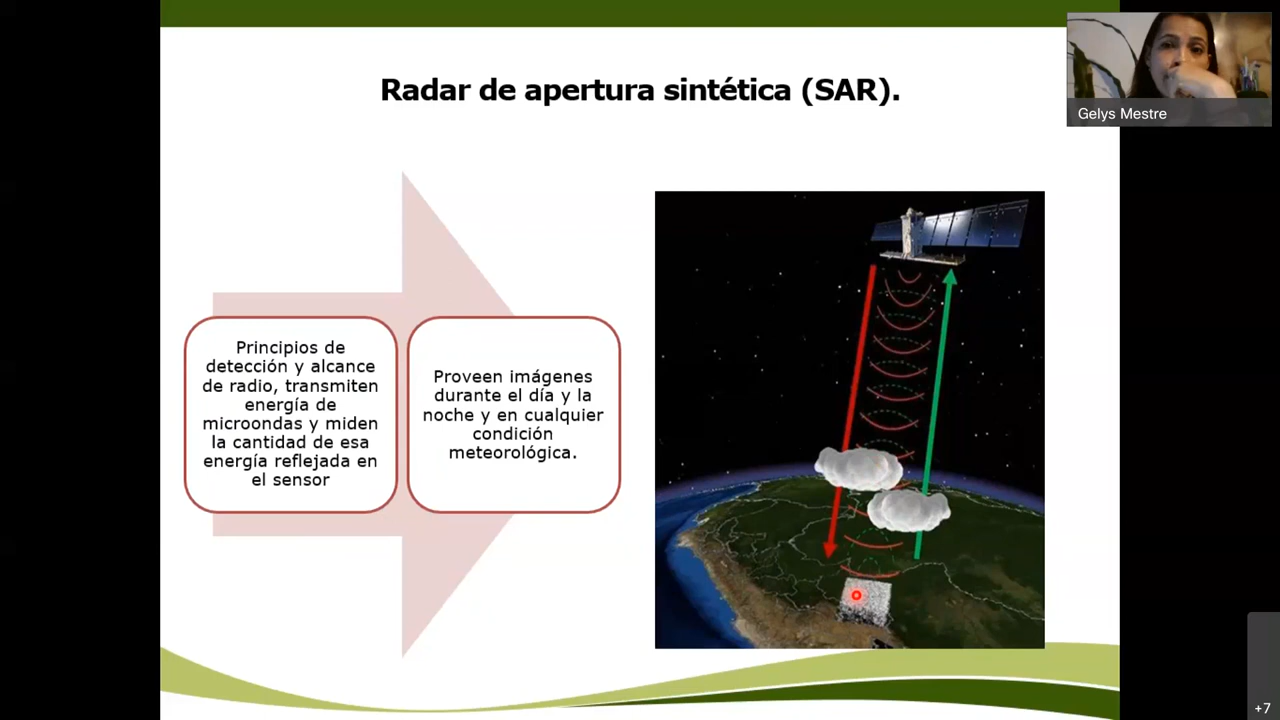 Radar de apertura sintética (SAR).
Gelys Mestre
Principios de
detección y alcance
de radio, transmiten
energía de
microondas y miden
la cantidad de esa
energía reflejada en
el sensor
Proveen imágenes
durante el día y la
noche y en cualquier
condición
meteorológica.
+7